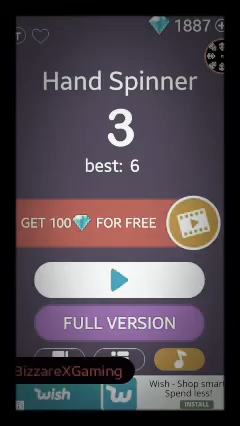 1887
Hand Spinner
3
best: 6
GET 100 FOR FREE
FULL VERSION
BizzareXGaming
wish
Wish - Shop smart
Spend less!
INSTALL